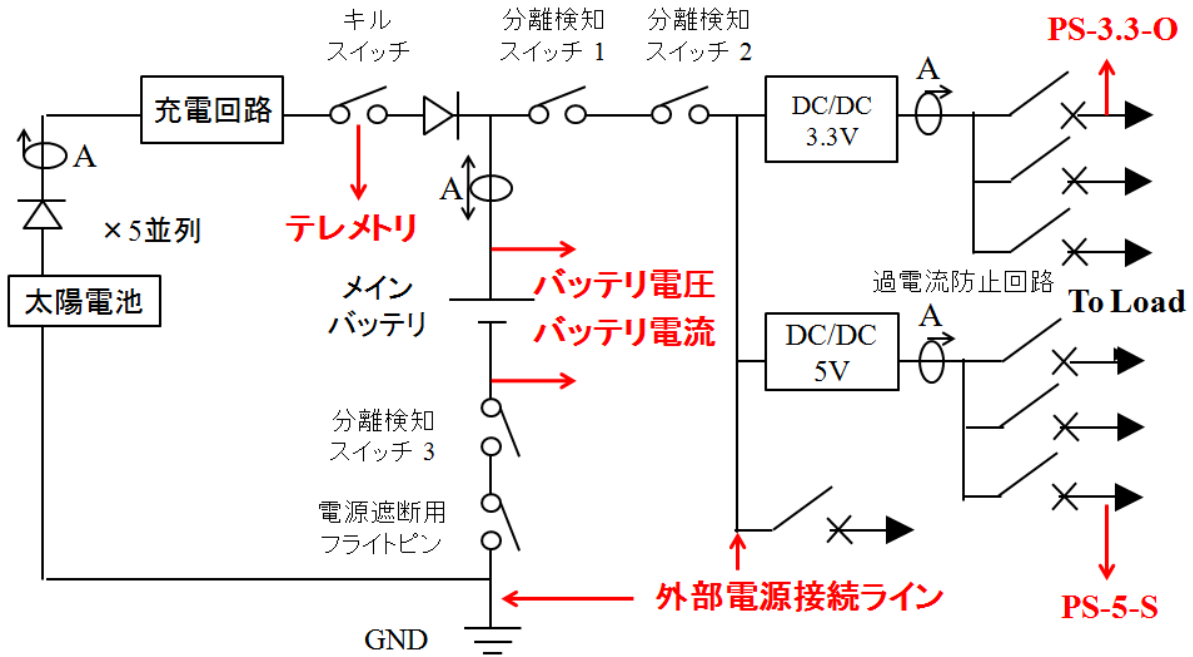 キル
スイッチ
分離検知
スイッチ 1
分離検知
スイッチ 2
PS-3.3-O
充電回路
DC/DC
3.3V
A
A
A
テレメトリ
×5並列
太陽電池
メイン
バッテリ
バッテリ電圧
バッテリ電流
過電流防止回路
To Load
A
DC/DC
5V
分離検知
スイッチ 3
電源遮断用
フライトピン
外部電源接続ライン
PS-5-S
GND